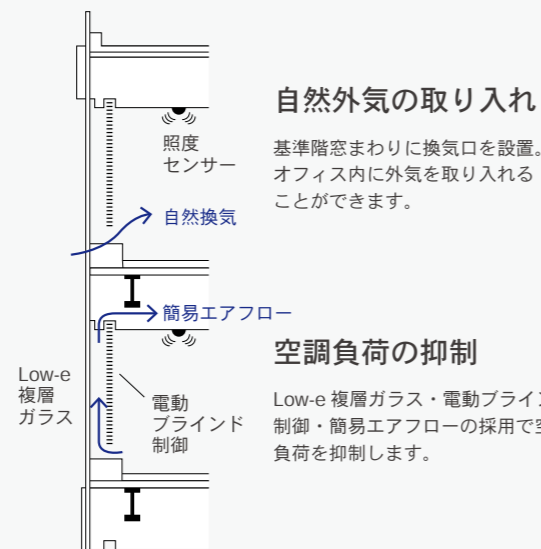 自然外気の取り入れ
基準階窓まわりに換気口を設置。
オフィス内に外気を取り入れる
ことができます。
照度
センサー
自然換気
簡易エアフロー
空調負荷の抑制
Low-e 複層ガラス・電動ブライン
制御・簡易エアフローの採用で空
負荷を抑制します。
Low-e
複層
ガラス
電動
ブラインド
制御